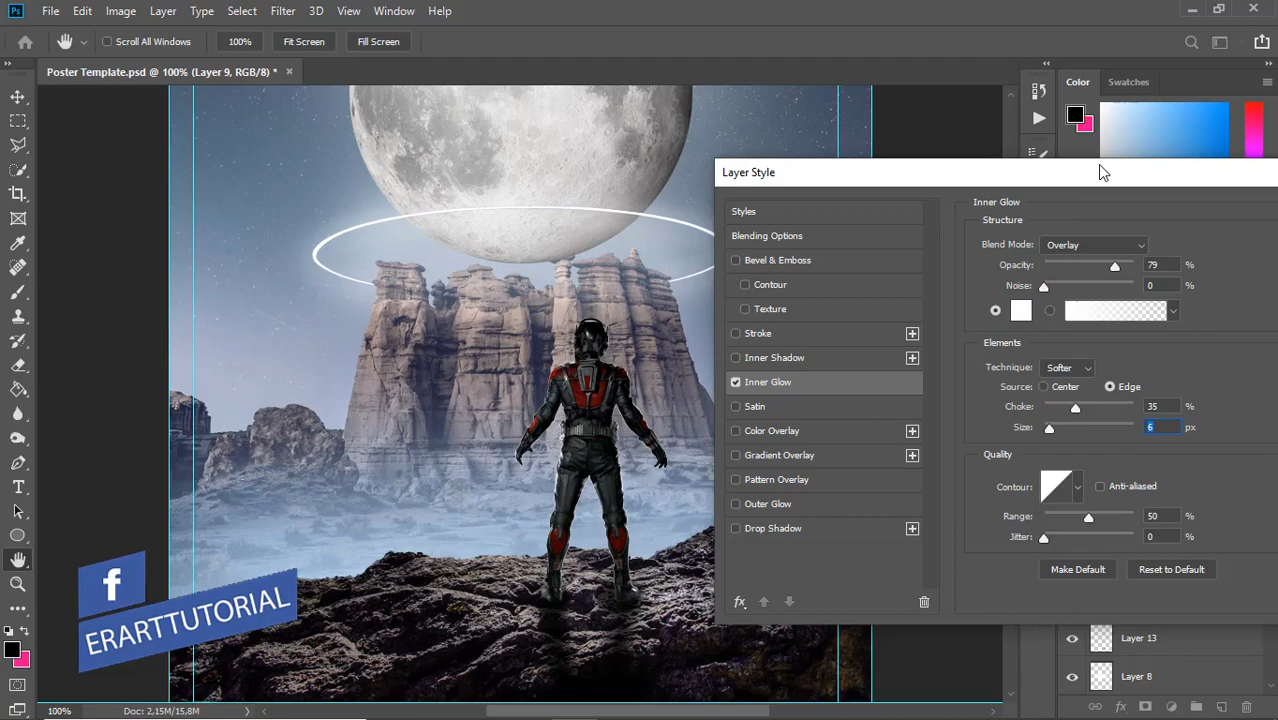 Ps File Edit Image Layer Type Select Filter 3D View Window Help
Scroll All Windows 100% Fit Screen Fill Screen
Poster Template.psd @ 100% (Layer 9, RGB/8) * ×
Color Swatches
Layer Style
Styles
Blending Options
Bevel & Emboss
Contour
Texture
Stroke
Inner Shadow
Inner Glow
Satin
Color Overlay
Gradient Overlay
Pattern Overlay
Outer Glow
Drop Shadow
fx
Inner Glow
Structure
Blend Mode: Overlay
Opacity: 79 %
Noise: 0 %
Elements
Technique: Softer
Source: Center Edge
Choke: 35 %
Size: 6 px
Quality
Contour: Anti-aliased
Range: 50 %
Jitter: 0 %
Make Default Reset to Default
Layer 13
Layer 8
fx
f
ERARTTUTORIAL
100% Doc: 2,15M/15,8M